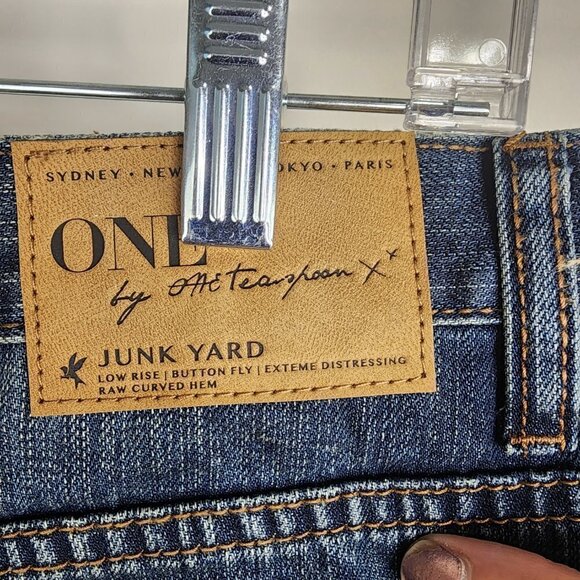 SYDNEY • NEW OKYO • PARIS
ONE
by One teaspoon XX
JUNK YARD
LOW RISE | BUTTON FLY | EXTEME DISTRESSING
RAW CURVED HEM